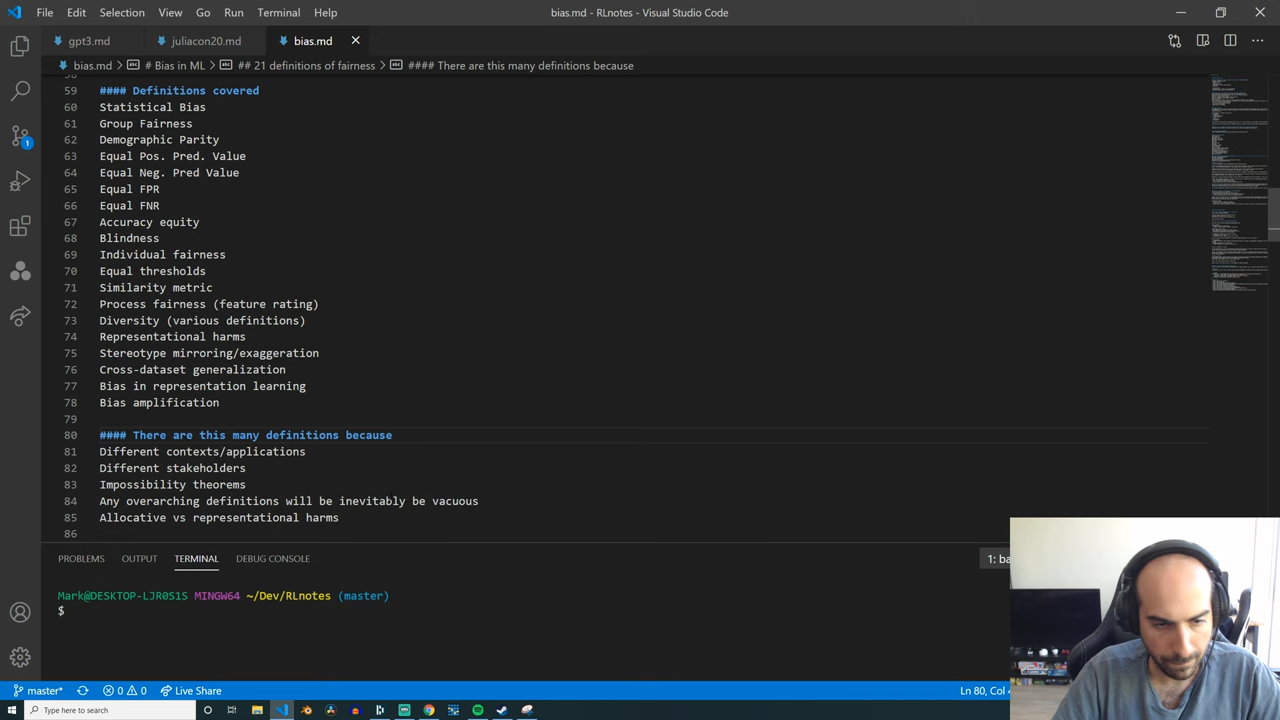 File Edit Selection View Go Run Terminal Help
bias.md - RLnotes - Visual Studio Code
gpt3.md juliacon20.md bias.md
bias.md > # Bias in ML > ## 21 definitions of fairness > #### There are this many definitions because
58
59 #### Definitions covered
60 Statistical Bias
61 Group Fairness
62 Demographic Parity
63 Equal Pos. Pred. Value
64 Equal Neg. Pred Value
65 Equal FPR
66 Equal FNR
67 Accuracy equity
68 Blindness
69 Individual fairness
70 Equal thresholds
71 Similarity metric
72 Process fairness (feature rating)
73 Diversity (various definitions)
74 Representational harms
75 Stereotype mirroring/exaggeration
76 Cross-dataset generalization
77 Bias in representation learning
78 Bias amplification
79
80 #### There are this many definitions because
81 Different contexts/applications
82 Different stakeholders
83 Impossibility theorems
84 Any overarching definitions will be inevitably be vacuous
85 Allocative vs representational harms
86
1
PROBLEMS OUTPUT TERMINAL DEBUG CONSOLE
1: ba
Mark@DESKTOP-LJR0S1S MINGW64 ~/Dev/RLnotes (master)
$
master* 0 0 Live Share
Ln 80, Col
Type here to search